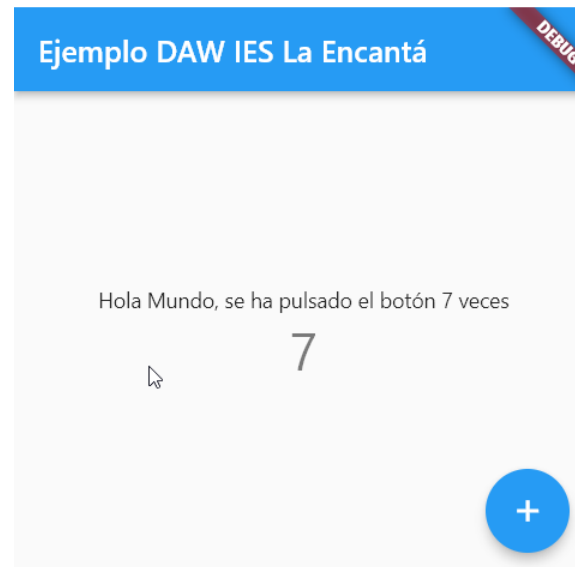 Ejemplo DAW IES La Encantá
DEBUG
Hola Mundo, se ha pulsado el botón 7 veces
7
+